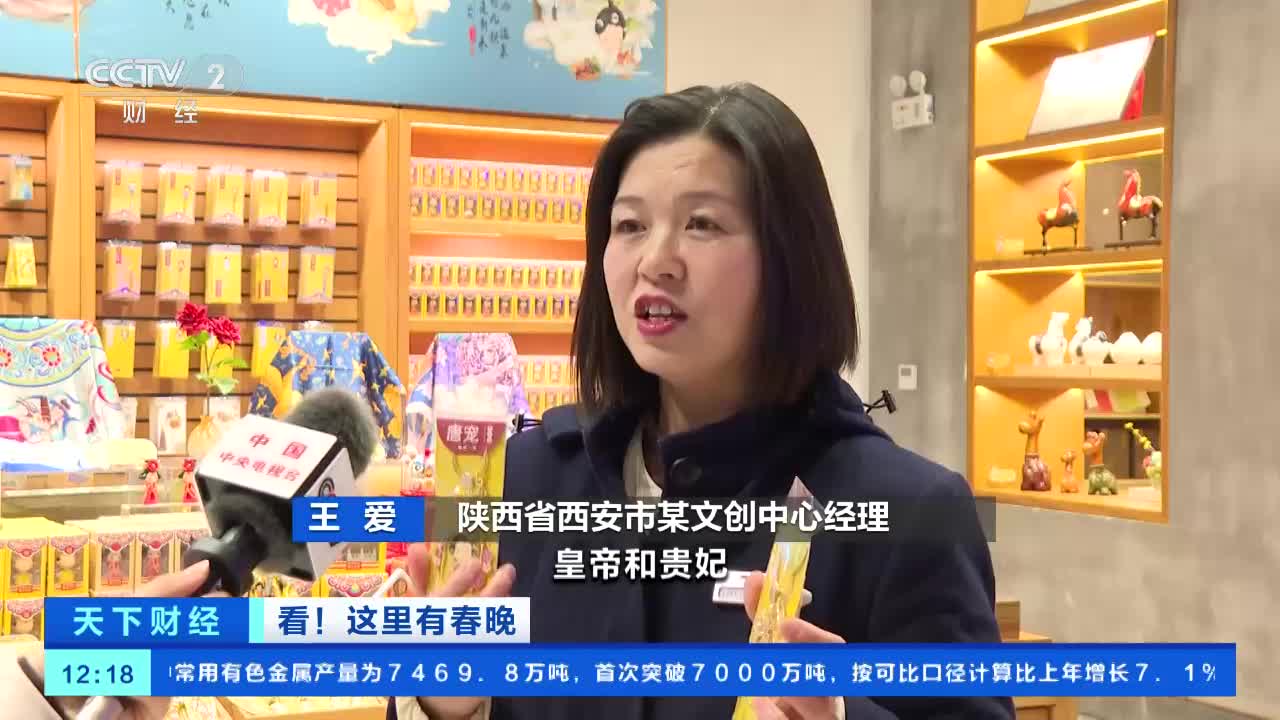 CCTV 2
财经
唐宠
中国
中央电视台
王爱 陕西省西安市某文创中心经理
皇帝和贵妃
天下财经 看！这里有春晚
12:18 常用有色金属产量为7469.8万吨，首次突破7000万吨，按可比口径计算比上年增长7.1%